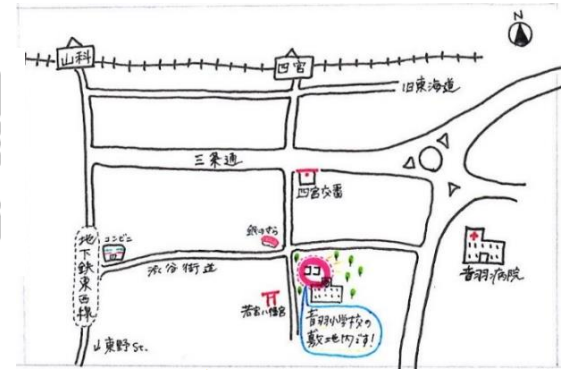 N
山科
四宮
旧東海道
三条通
四宮交番
コンビニ
渋谷街道
ココ
音羽病院
地下鉄東西線
若宮八幡宮
音羽小学校の
敷地内です!
東野St.